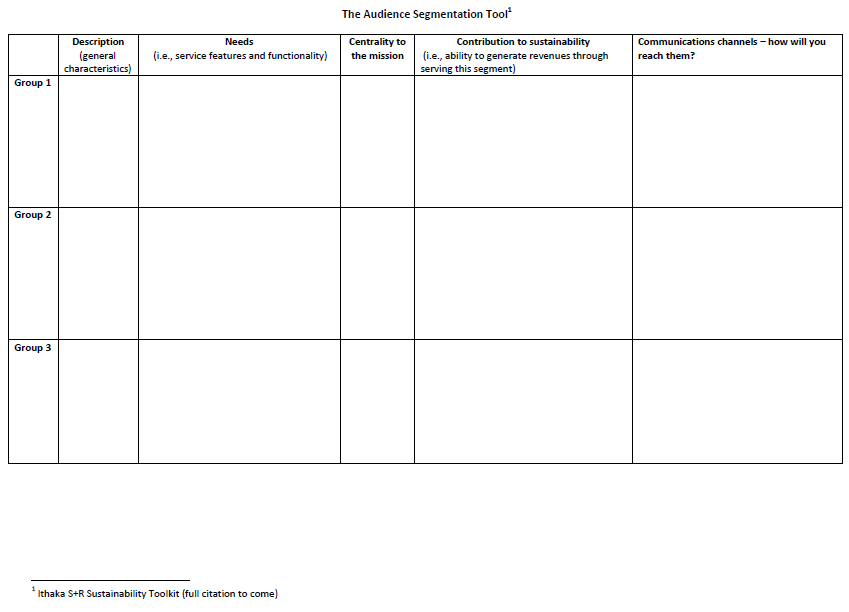 The Audience Segmentation Tool1
Description
(general
characteristics)
Needs
(i.e., service features and functionality)
Centrality to
the mission
Contribution to sustainability
(i.e., ability to generate revenues through
serving this segment)
Communications channels – how will you
reach them?
Group 1
Group 2
Group 3
1 Ithaka S+R Sustainability Toolkit (full citation to come)